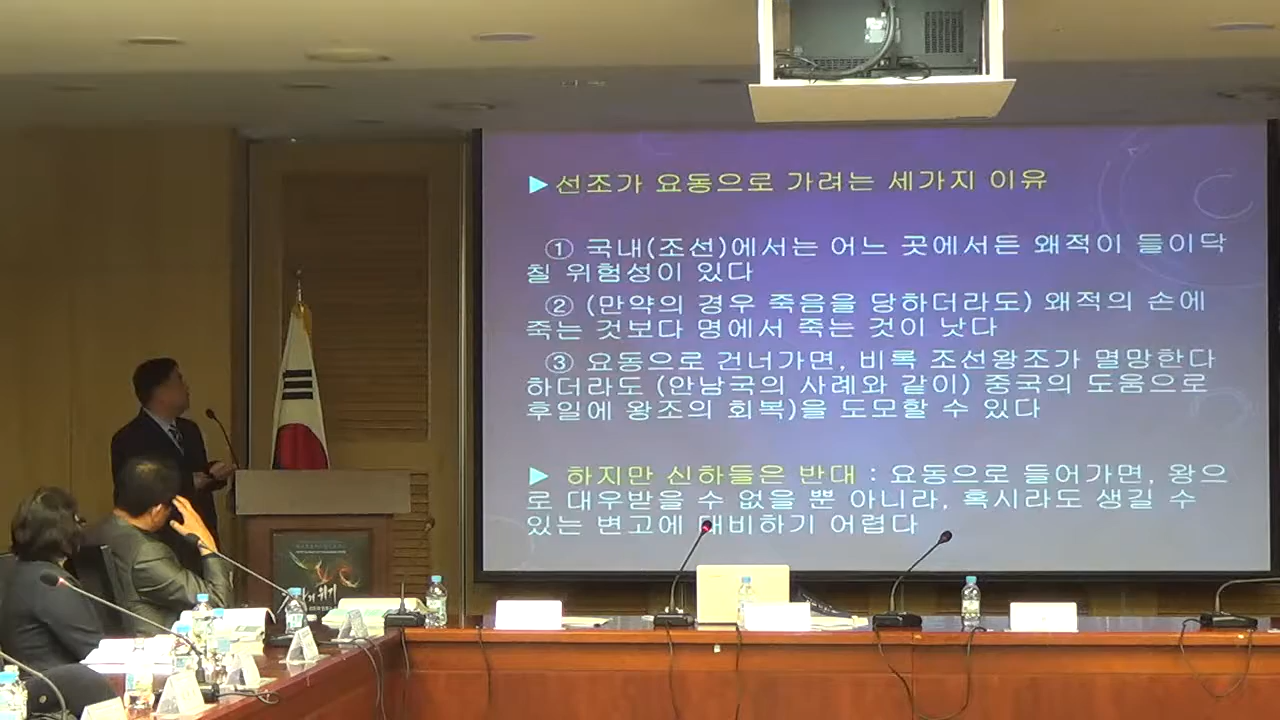 ▶선조가 요동으로 가려는 세가지 이유
① 국내(조선)에서는 어느 곳에서든 왜적이 들이닥
칠 위험성이 있다
② (만약의 경우 죽음을 당하더라도) 왜적의 손에
죽는 것보다 명에서 죽는 것이 낫다
③ 요동으로 건너가면, 비록 조선왕조가 멸망한다
하더라도 (안남국의 사례와 같이) 중국의 도움으로
후일에 왕조의 회복)을 도모할 수 있다
▶ 하지만 신하들은 반대 : 요동으로 들어가면, 왕으
로 대우받을 수 없을 뿐 아니라, 혹시라도 생길 수
있는 변고에 대비하기 어렵다
위기